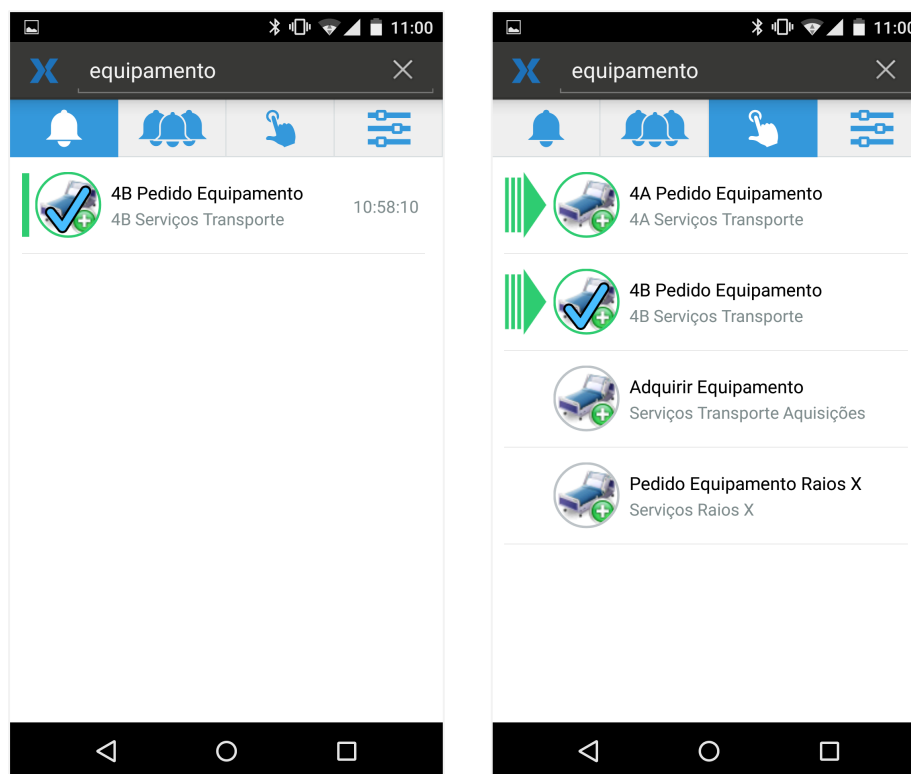 11:00
equipamento
4B Pedido Equipamento
4B Serviços Transporte
10:58:10
11:00
equipamento
4A Pedido Equipamento
4A Serviços Transporte
4B Pedido Equipamento
4B Serviços Transporte
Adquirir Equipamento
Serviços Transporte Aquisições
Pedido Equipamento Raios X
Serviços Raios X